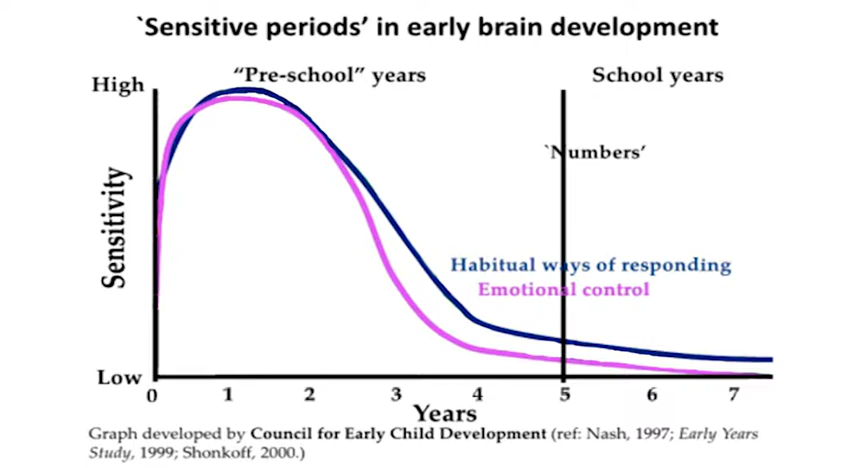 `Sensitive periods' in early brain development
"Pre-school" years
School years
High
`Numbers'
Sensitivity
Habitual ways of responding
Emotional control
Low
0 1 2 3 4 5 6 7
Years
Graph developed by Council for Early Child Development (ref: Nash, 1997; Early Years
Study, 1999; Shonkoff, 2000.)